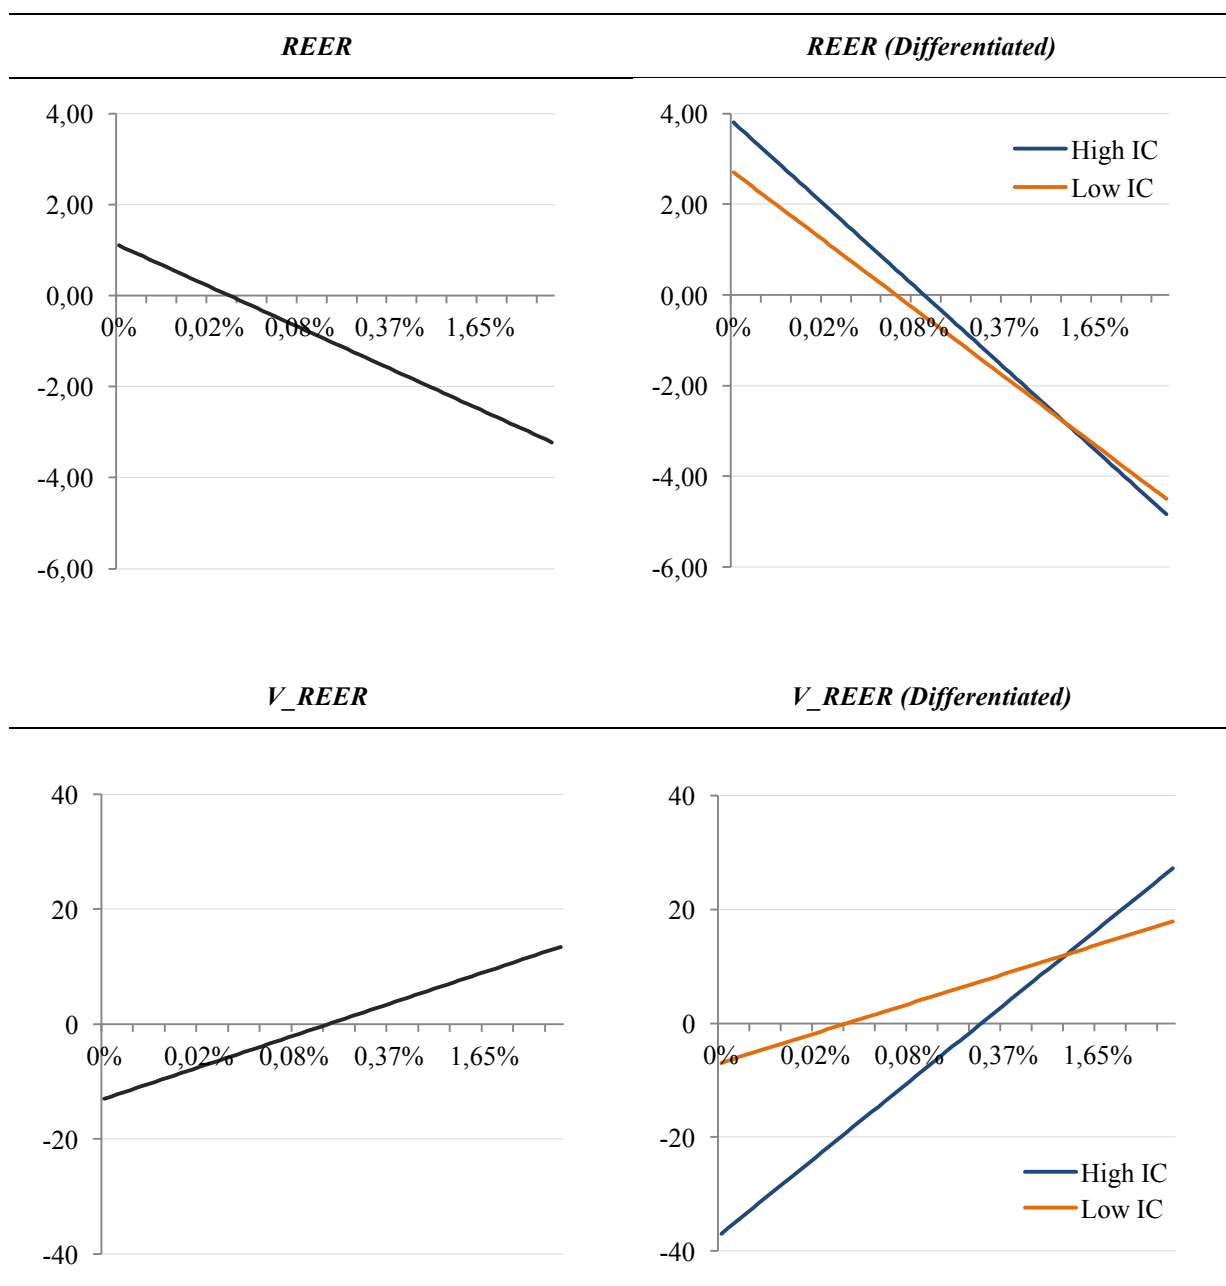 REER
REER (Differentiated)
4,00
2,00
0,00
-2,00
-4,00
-6,00
0% 0,02% 0,08% 0,37% 1,65%
4,00
2,00
0,00
-2,00
-4,00
-6,00
0% 0,02% 0,08% 0,37% 1,65%
High IC
Low IC
V_REER
V_REER (Differentiated)
40
20
0
-20
-40
0% 0,02% 0,08% 0,37% 1,65%
40
20
0
-20
-40
0% 0,02% 0,08% 0,37% 1,65%
High IC
Low IC